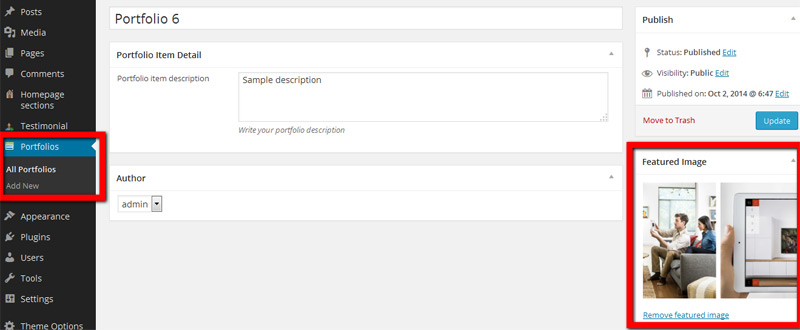 Posts
Media
Pages
Comments
Homepage
sections
Testimonial
Portfolios
All Portfolios
Add New
Appearance
Plugins
Users
Tools
Settings
Theme Options
Portfolio 6
Portfolio Item Detail
Portfolio item description
Sample description
Write your portfolio description
Author
admin
Publish
Status: Published Edit
Visibility: Public Edit
Published on: Oct 2, 2014 @ 6:47 Edit
Move to Trash
Update
Featured Image
Remove featured image